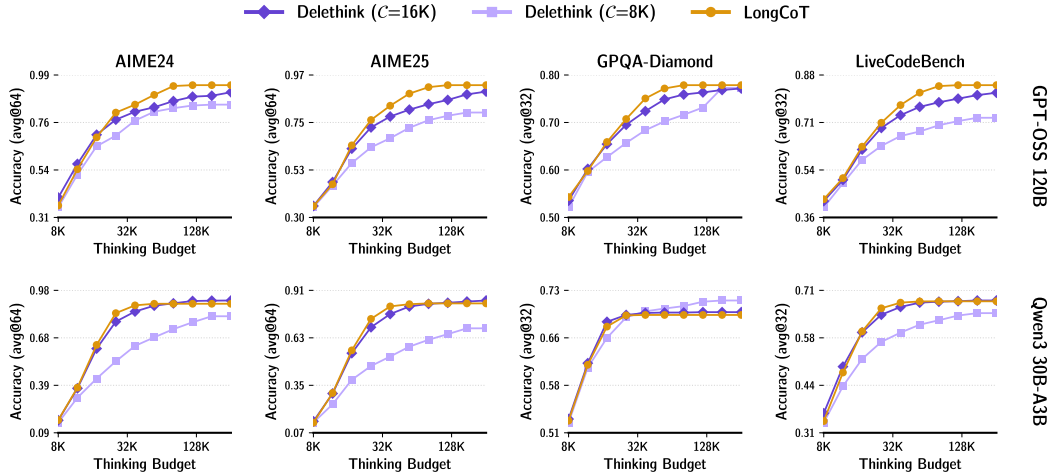 Delethink (C=16K) Delethink (C=8K) LongCoT
AIME24 AIME25 GPQA-Diamond LiveCodeBench
Accuracy (avg@64)
0.99
0.76
0.54
0.31
8K 32K 128K
Thinking Budget
Accuracy (avg@64)
0.97
0.75
0.53
0.30
8K 32K 128K
Thinking Budget
Accuracy (avg@32)
0.80
0.70
0.60
0.50
8K 32K 128K
Thinking Budget
Accuracy (avg@32)
0.88
0.71
0.54
0.36
8K 32K 128K
Thinking Budget
GPT-OSS 120B
Accuracy (avg@64)
0.98
0.68
0.39
0.09
8K 32K 128K
Thinking Budget
Accuracy (avg@64)
0.91
0.63
0.35
0.07
8K 32K 128K
Thinking Budget
Accuracy (avg@32)
0.73
0.66
0.58
0.51
8K 32K 128K
Thinking Budget
Accuracy (avg@32)
0.71
0.58
0.44
0.31
8K 32K 128K
Thinking Budget
Qwen3 30B-A3B